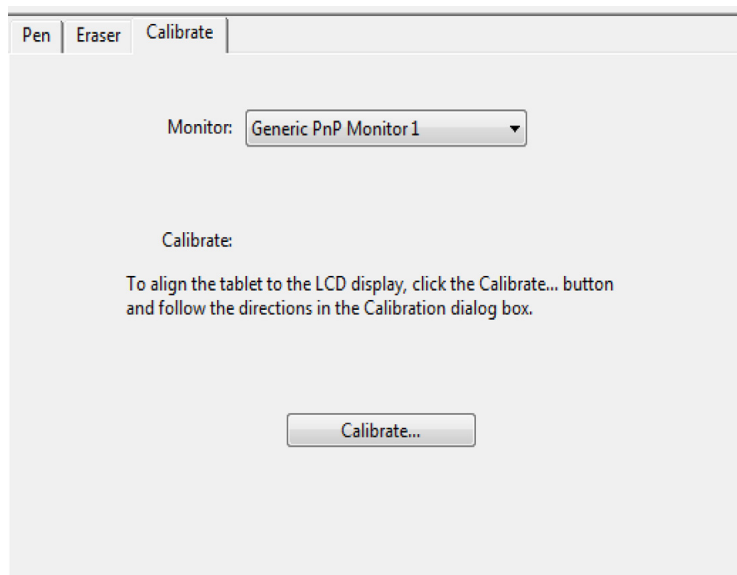 Pen Eraser Calibrate
Monitor: Generic PnP Monitor 1
Calibrate:
To align the tablet to the LCD display, click the Calibrate... button
and follow the directions in the Calibration dialog box.
Calibrate...